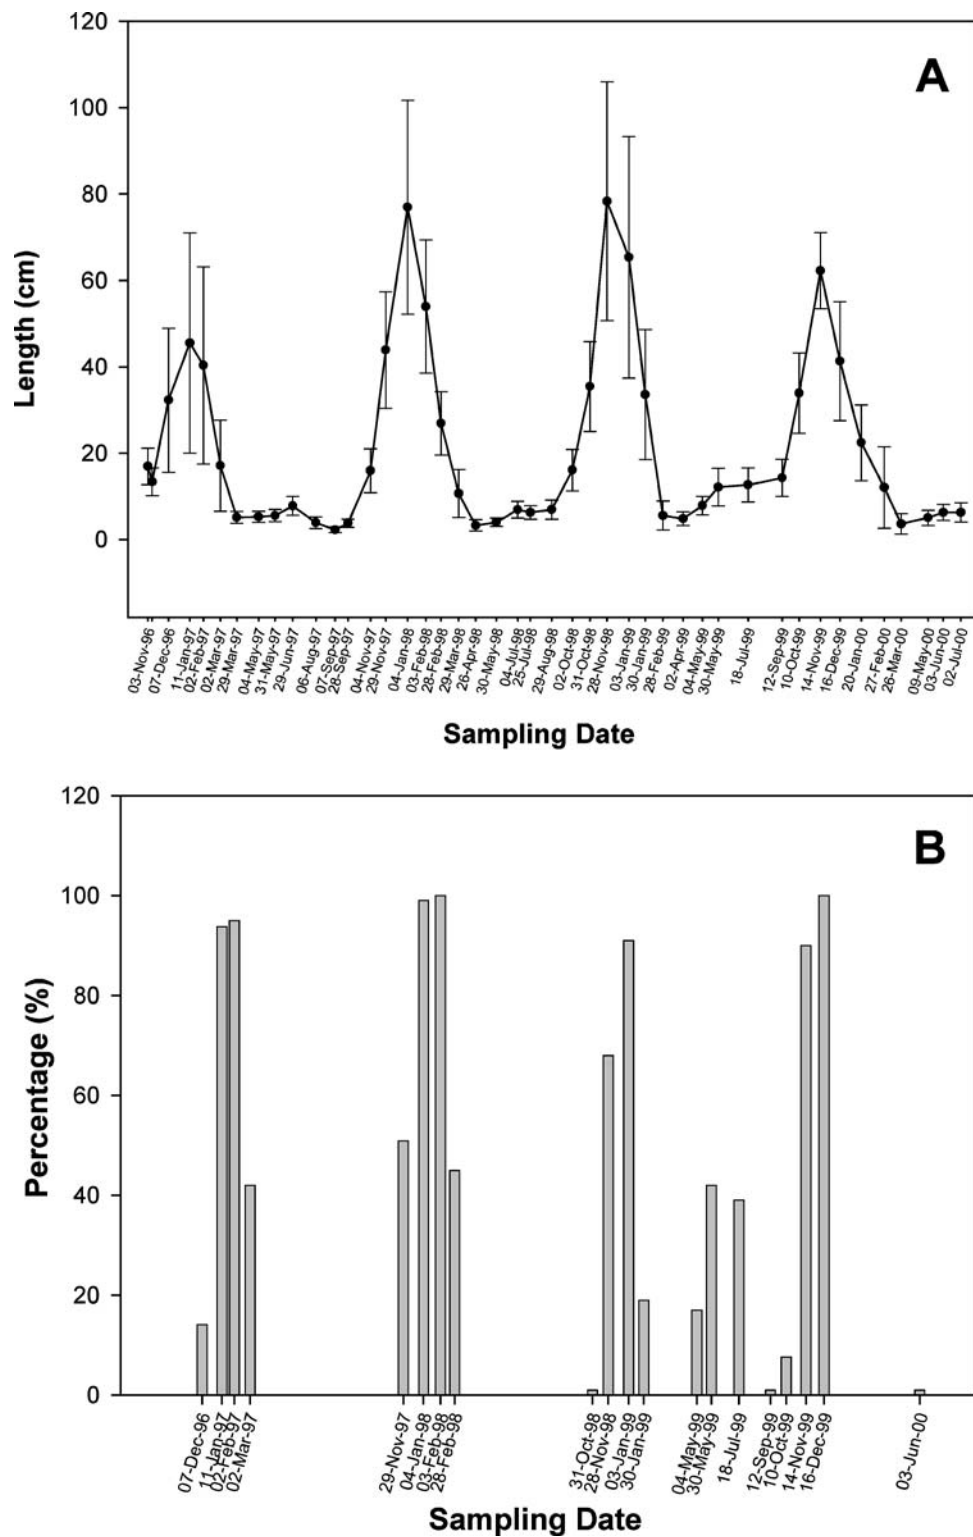 120
A
100
80
60
40
20
0
Length (cm)
03-Nov-96
07-Dec-96
11-Jan-97
02-Feb-97
02-Mar-97
29-Mar-97
04-May-97
31-May-97
29-Jun-97
06-Aug-97
07-Sep-97
28-Sep-97
04-Nov-97
29-Nov-97
04-Jan-98
03-Feb-98
28-Feb-98
29-Mar-98
26-Apr-98
30-May-98
04-Jul-98
25-Jul-98
29-Aug-98
02-Oct-98
31-Oct-98
28-Nov-98
03-Jan-99
30-Jan-99
28-Feb-99
02-Apr-99
04-May-99
30-May-99
18-Jul-99
12-Sep-99
10-Oct-99
14-Nov-99
16-Dec-99
20-Jan-00
27-Feb-00
26-Mar-00
09-May-00
03-Jun-00
02-Jul-00
Sampling Date
120
B
100
80
60
40
20
0
Percentage (%)
07-Dec-96
11-Jan-97
02-Feb-97
02-Mar-97
29-Nov-97
04-Jan-98
03-Feb-98
28-Feb-98
31-Oct-98
28-Nov-98
03-Jan-99
30-Jan-99
04-May-99
30-May-99
18-Jul-99
12-Sep-99
10-Oct-99
14-Nov-99
16-Dec-99
03-Jun-00
Sampling Date